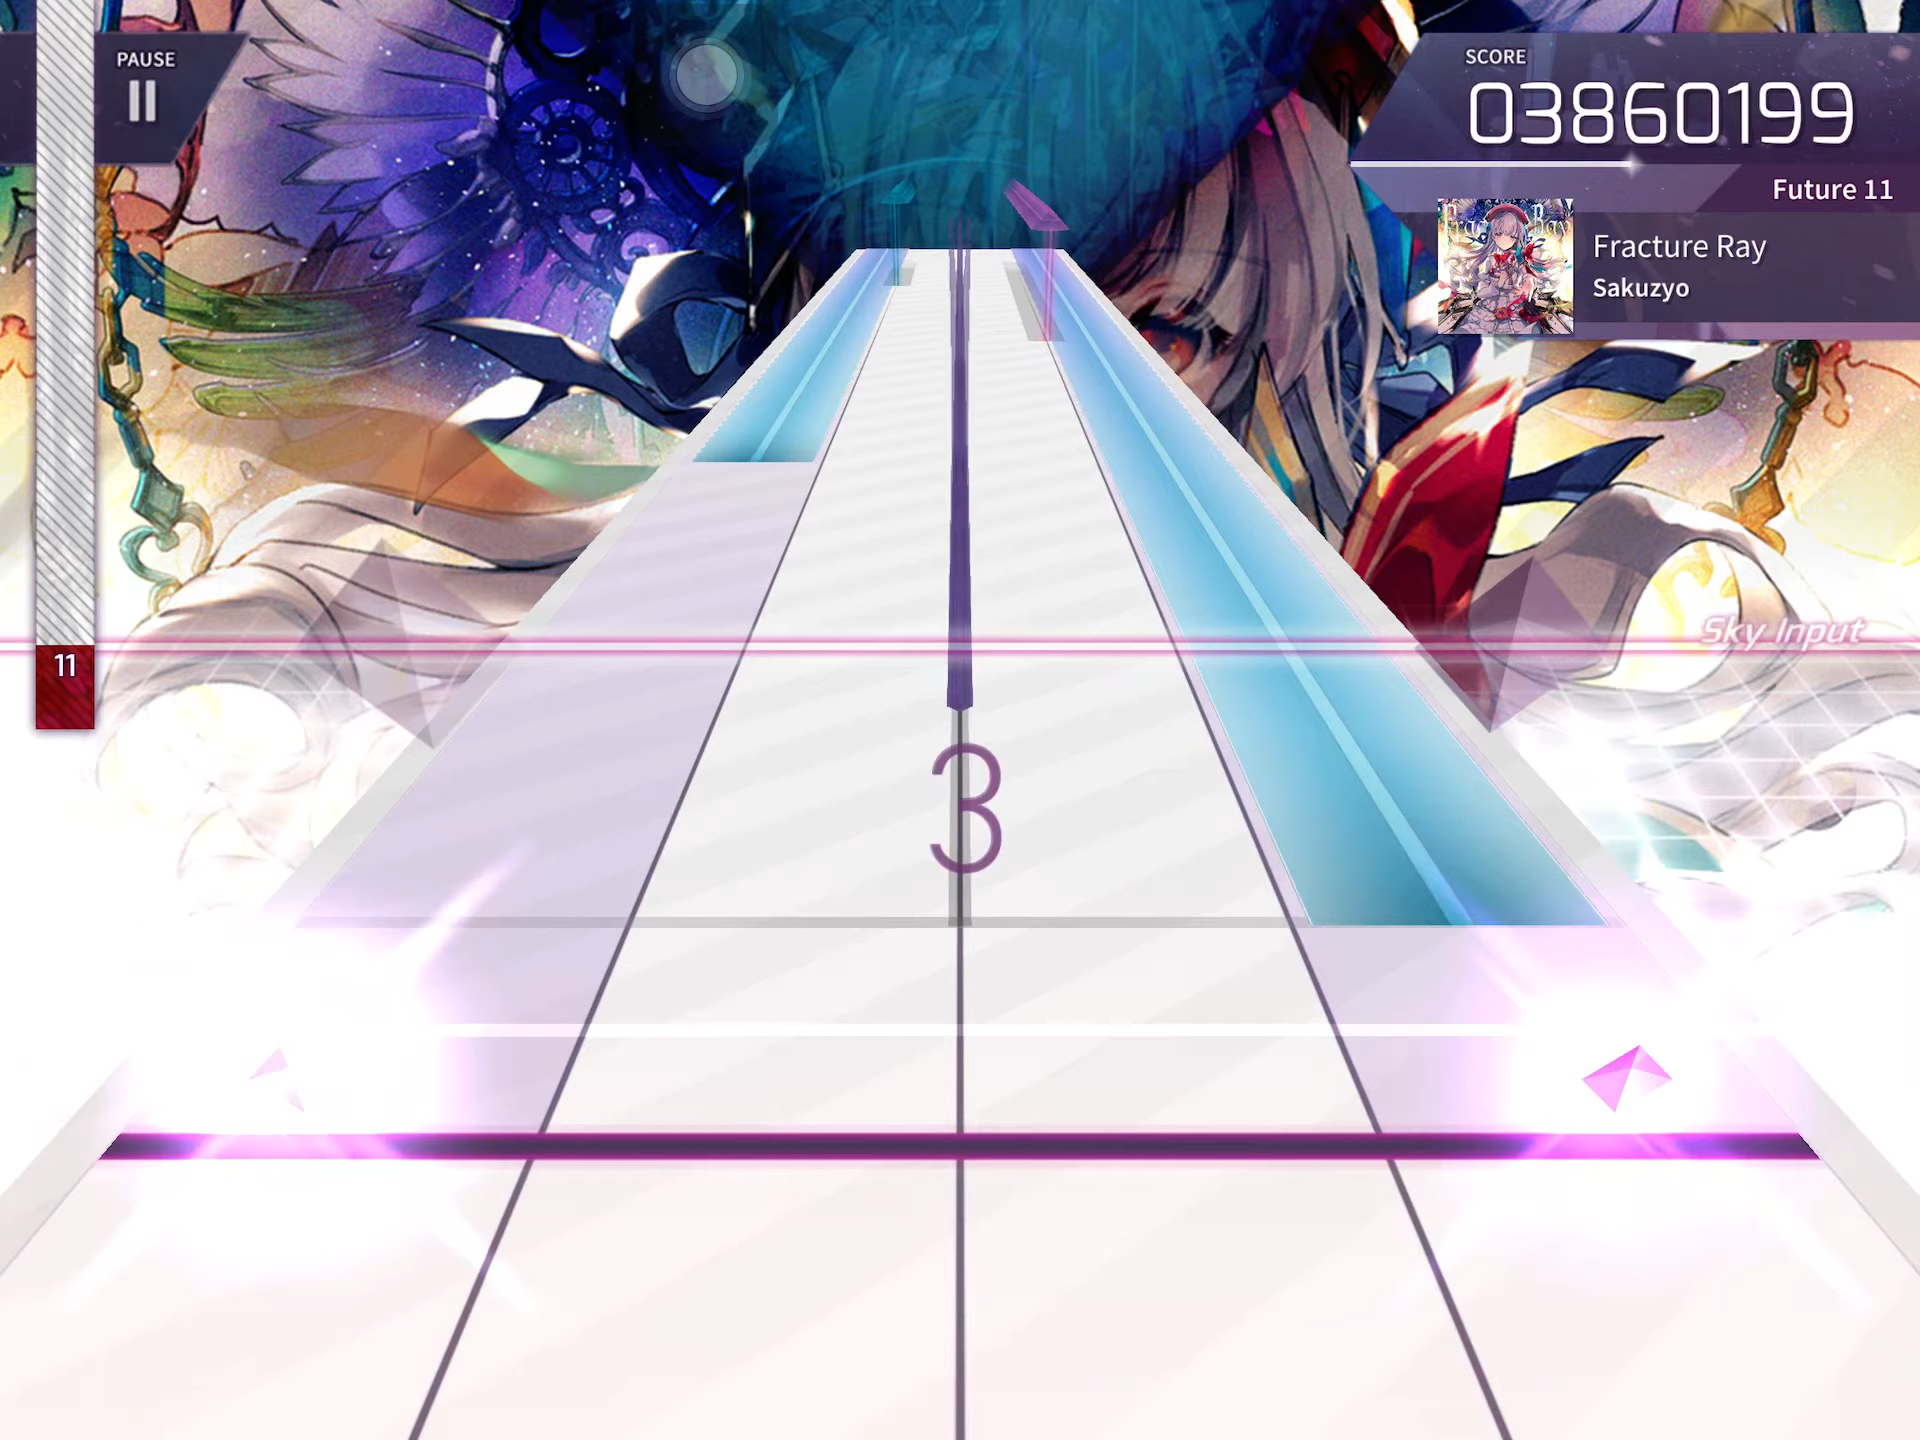 PAUSE
SCORE
03860199
Future 11
Fracture Ray
Sakuzyo
Sky Input
11
3